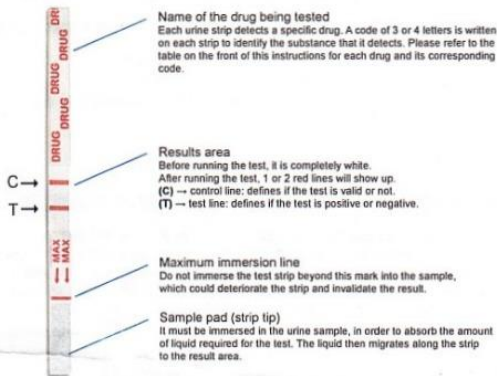 DRUG
DRUG
DRUG
DRUG
DRUG
Name of the drug being tested
Each urine strip detects a specific drug. A code of 3 or 4 letters is written
on each strip to identify the substance that it detects. Please refer to the
table on the front of this instructions for each drug and its corresponding
code.
Results area
Before running the test, it is completely white.
After running the test, 1 or 2 red lines will show up.
(C) → control line: defines if the test is valid or not.
(T) → test line: defines if the test is positive or negative.
C→
T→
← MAX
← MAX
Maximum immersion line
Do not immerse the test strip beyond this mark into the sample,
which could deteriorate the strip and invalidate the result.
Sample pad (strip tip)
It must be immersed in the urine sample, in order to absorb the amount
of liquid required for the test. The liquid then migrates along the strip
to the result area.